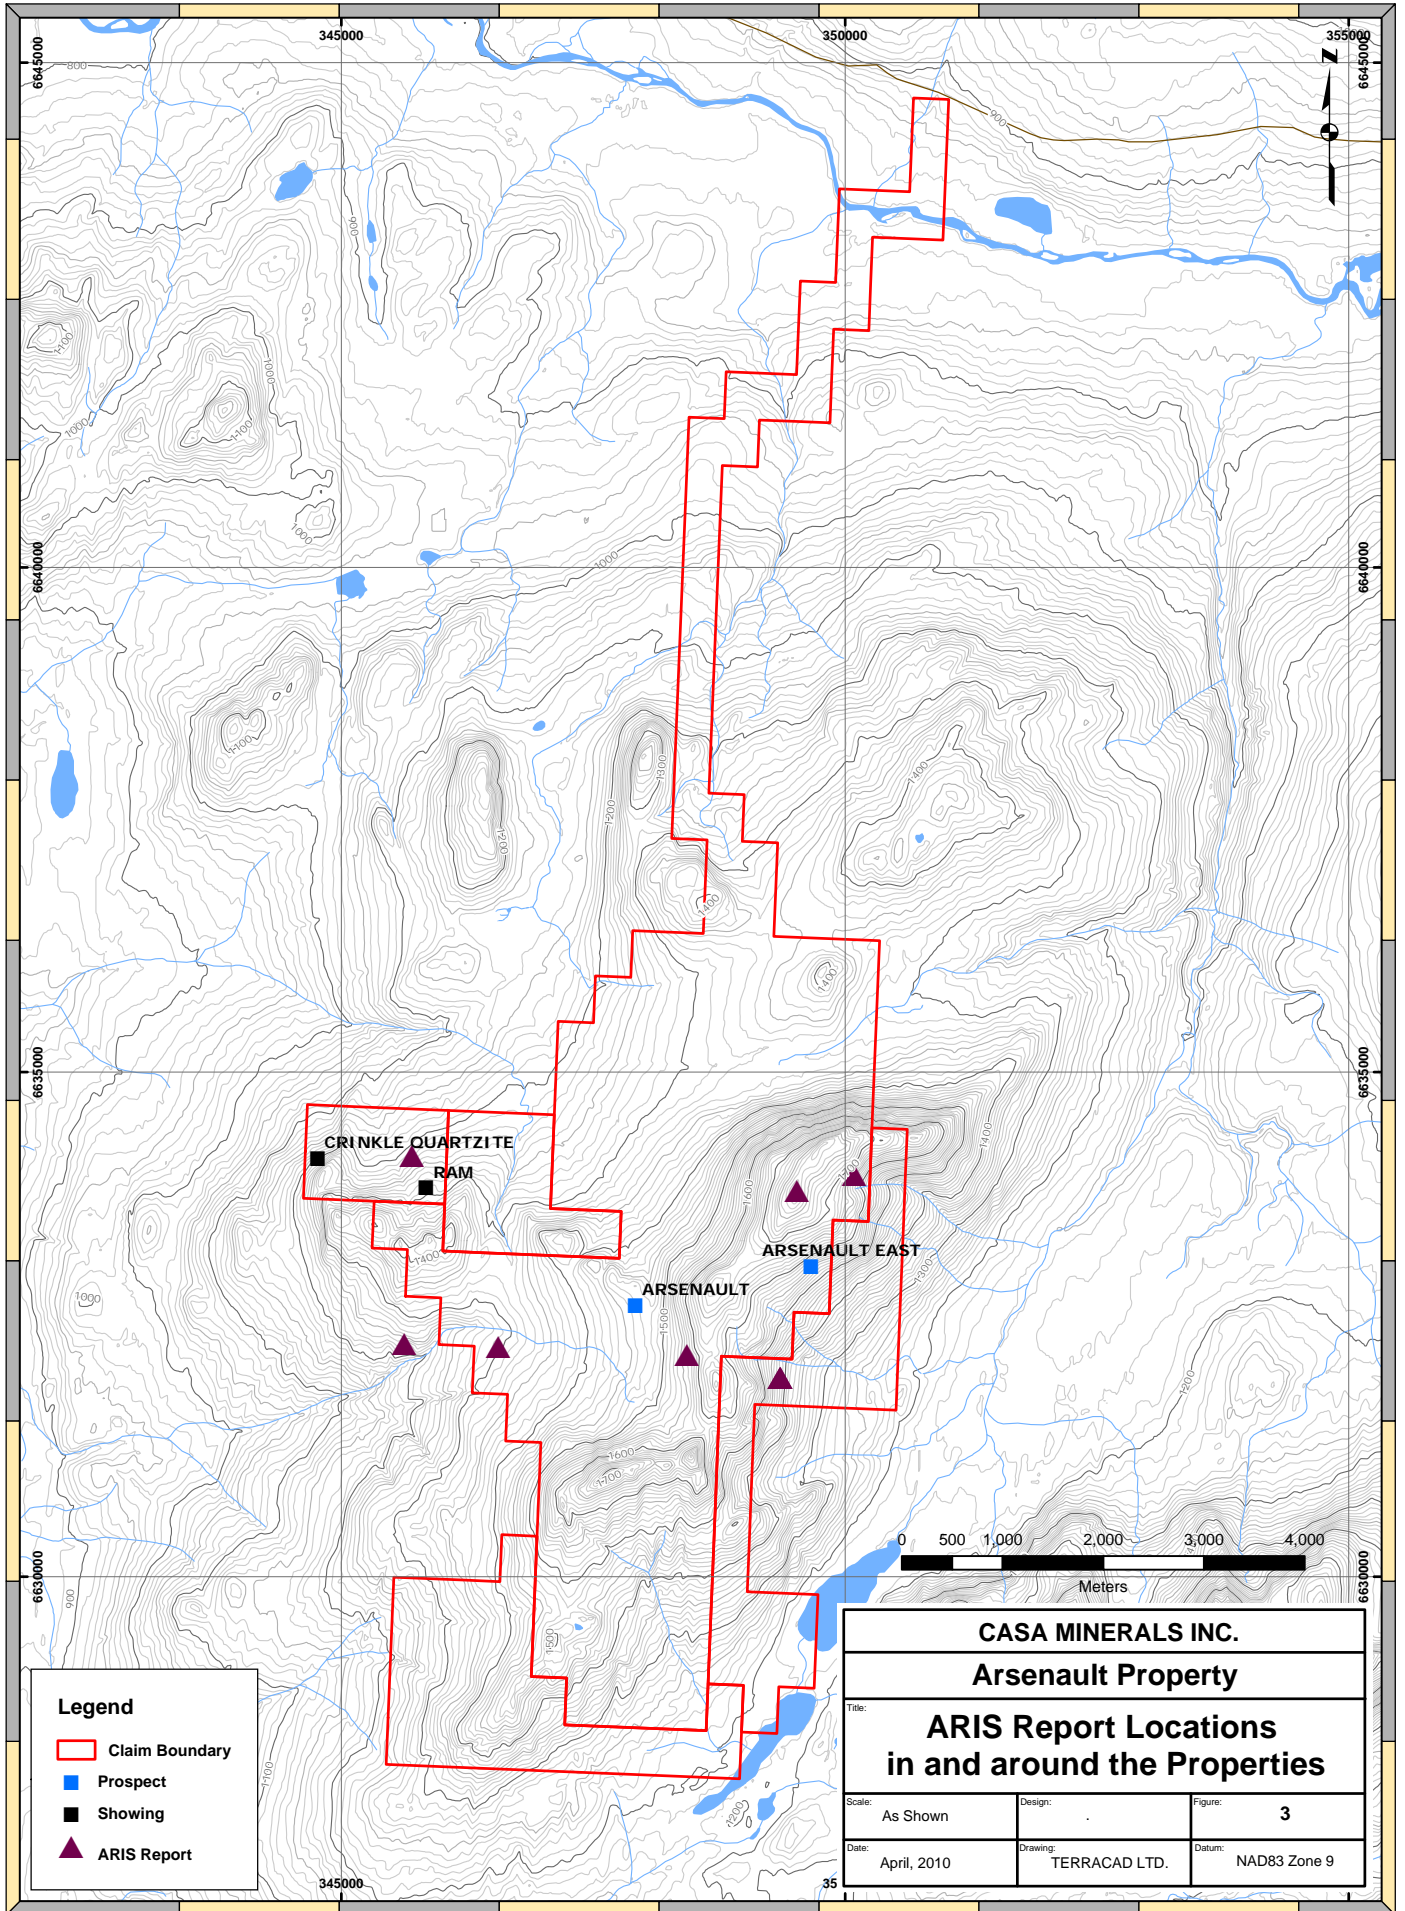 345000
350000
355000
6645000
6645000
800
900
900
1100
1000
1000
1100
1000
1000
6640000
6640000
1100
1300
1200
1200
1400
1400
1400
6635000
6635000
CRINKLE QUARTZITE
RAM
1400
1700
1600
ARSENAULT EAST
1400
1300
ARSENAULT
1000
1500
1200
1600
1700
0 500 1,000 2,000 3,000 4,000
Meters
6630000
6630000
900
1500
1100
1200
Legend
Claim Boundary
Prospect
Showing
ARIS Report
CASA MINERALS INC.
Arsenault Property
Title:
ARIS Report Locations
in and around the Properties
Scale:
As Shown
Design:
.
Figure:
3
Date:
April, 2010
Drawing:
TERRACAD LTD.
Datum:
NAD83 Zone 9
345000
35